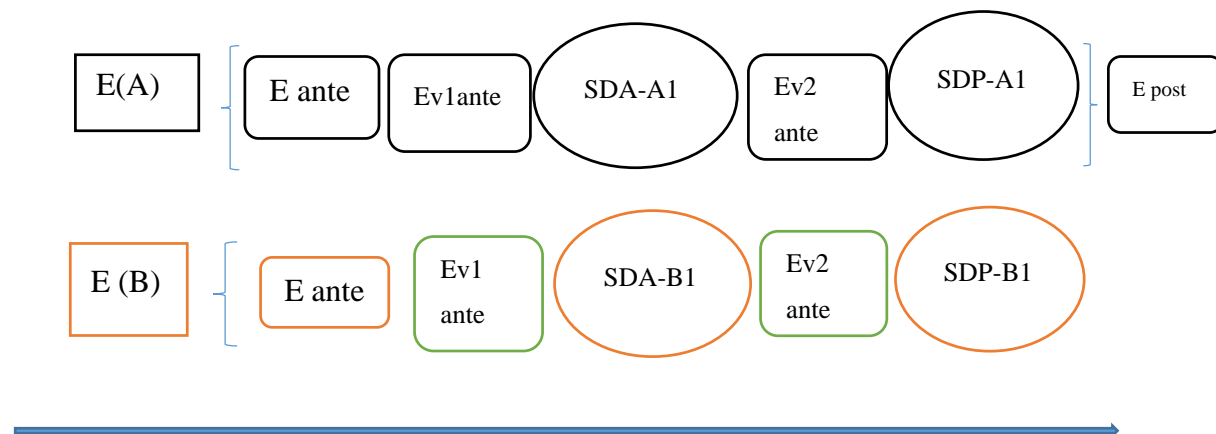 E(A)
E ante
Ev1ante
SDA-A1
Ev2
ante
SDP-A1
E post
E (B)
E ante
Ev1
ante
SDA-B1
Ev2
ante
SDP-B1